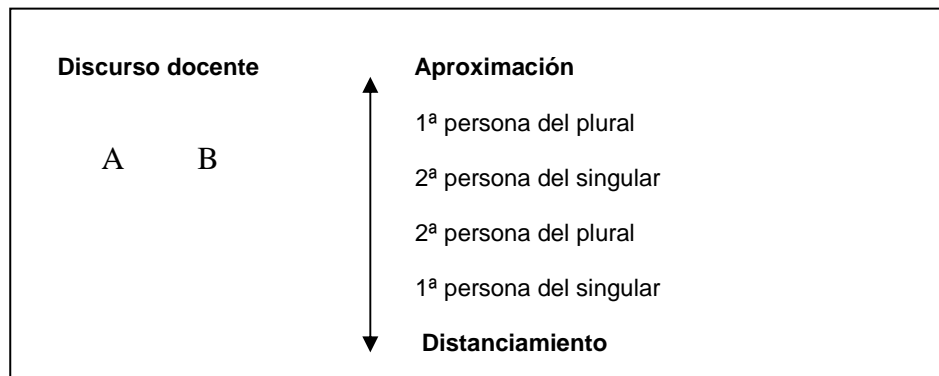 Discurso docente
A B
Aproximación
1ª persona del plural
2ª persona del singular
2ª persona del plural
1ª persona del singular
Distanciamiento